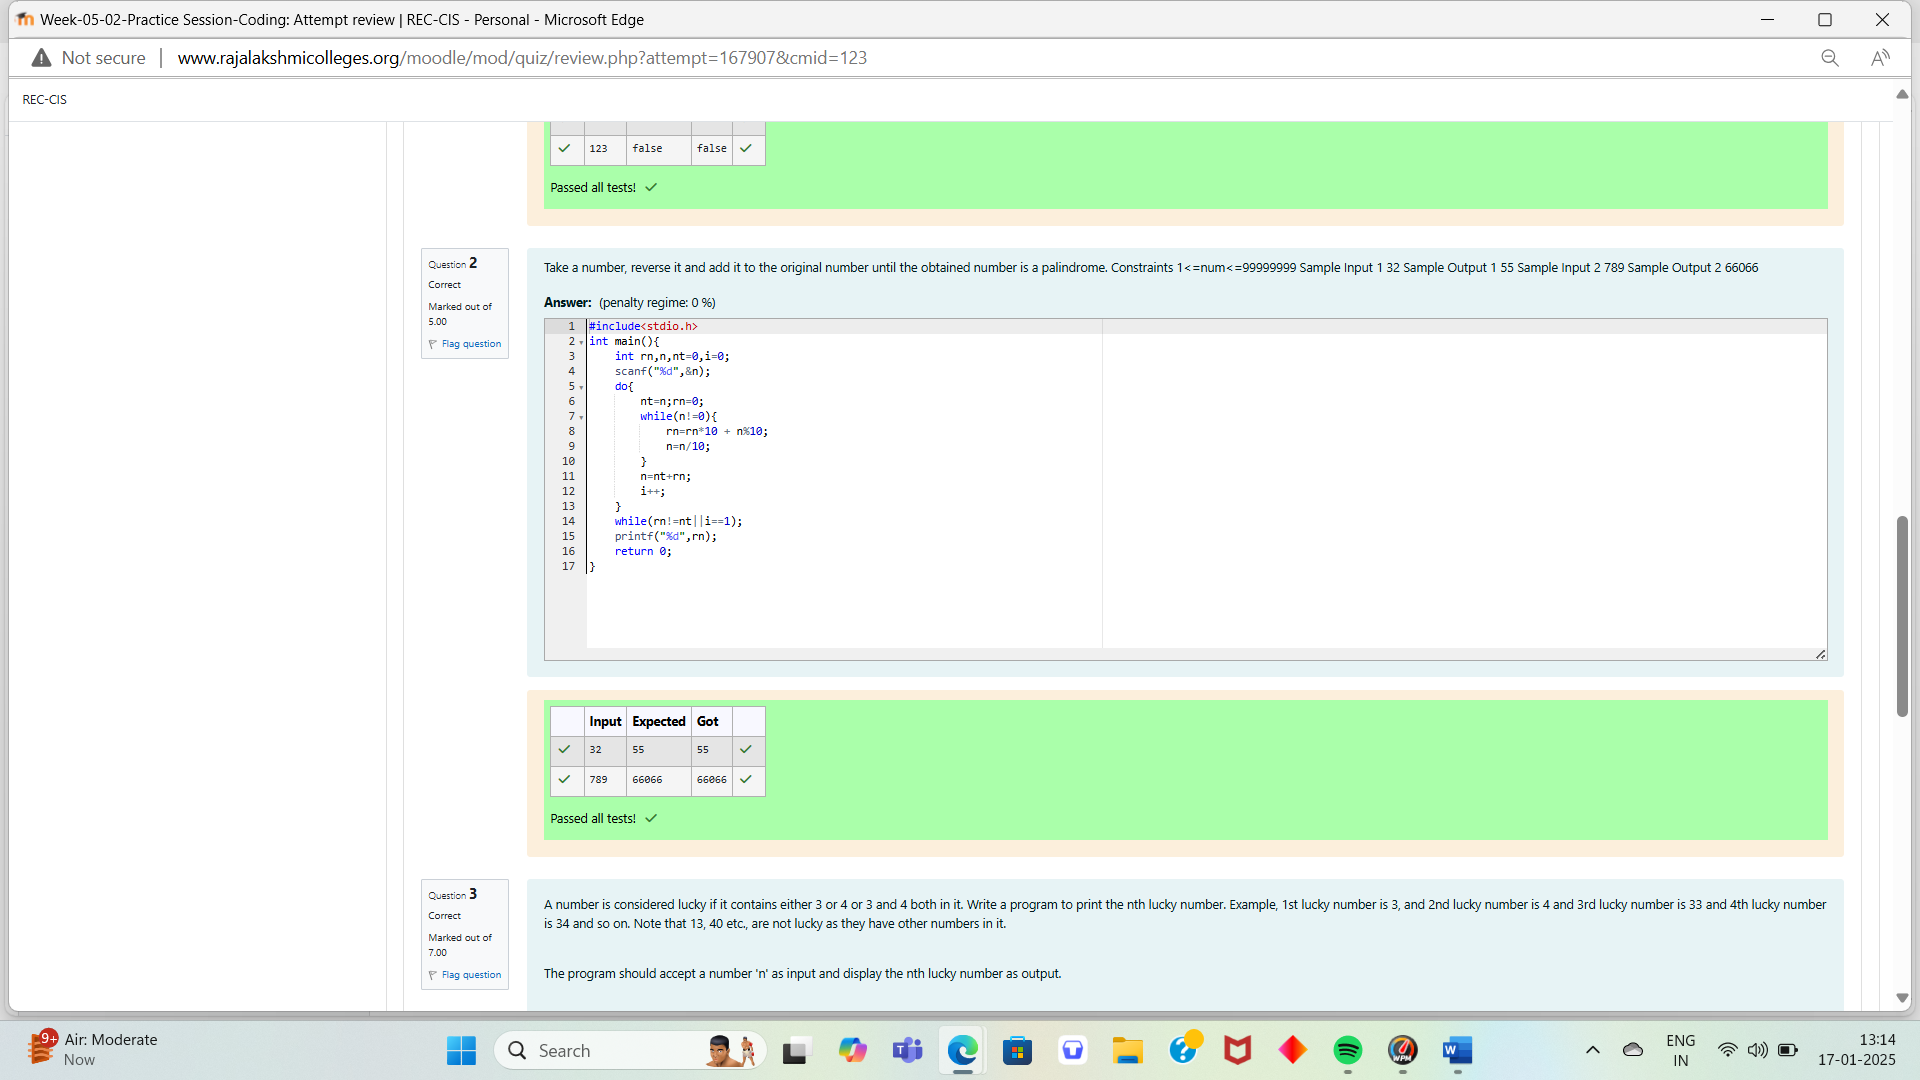 Week-05-02-Practice Session-Coding: Attempt review | REC-CIS - Personal - Microsoft Edge
Not secure | www.rajalakshmicolleges.org/moodle/mod/quiz/review.php?attempt=167907&cmid=123
REC-CIS
123 false false
Passed all tests!
Question 2
Correct
Marked out of
5.00
Flag question
Take a number, reverse it and add it to the original number until the obtained number is a palindrome. Constraints 1<=num<=99999999 Sample Input 1 32 Sample Output 1 55 Sample Input 2 789 Sample Output 2 66066
Answer: (penalty regime: 0 %)
1 #include<stdio.h>
2 int main(){
3     int rn,n,nt=0,i=0;
4     scanf("%d",&n);
5     do{
6         nt=n;rn=0;
7         while(n!=0){
8             rn=rn*10 + n%10;
9             n=n/10;
10         }
11         n=nt+rn;
12         i++;
13     }
14     while(rn!=nt||i==1);
15     printf("%d",rn);
16     return 0;
17 }
Input Expected Got
32 55 55
789 66066 66066
Passed all tests!
Question 3
Correct
Marked out of
7.00
Flag question
A number is considered lucky if it contains either 3 or 4 or 3 and 4 both in it. Write a program to print the nth lucky number. Example, 1st lucky number is 3, and 2nd lucky number is 4 and 3rd lucky number is 33 and 4th lucky number
is 34 and so on. Note that 13, 40 etc., are not lucky as they have other numbers in it.
The program should accept a number 'n' as input and display the nth lucky number as output.
9+
Air: Moderate
Now
Search
WPM
W
ENG
IN
13:14
17-01-2025